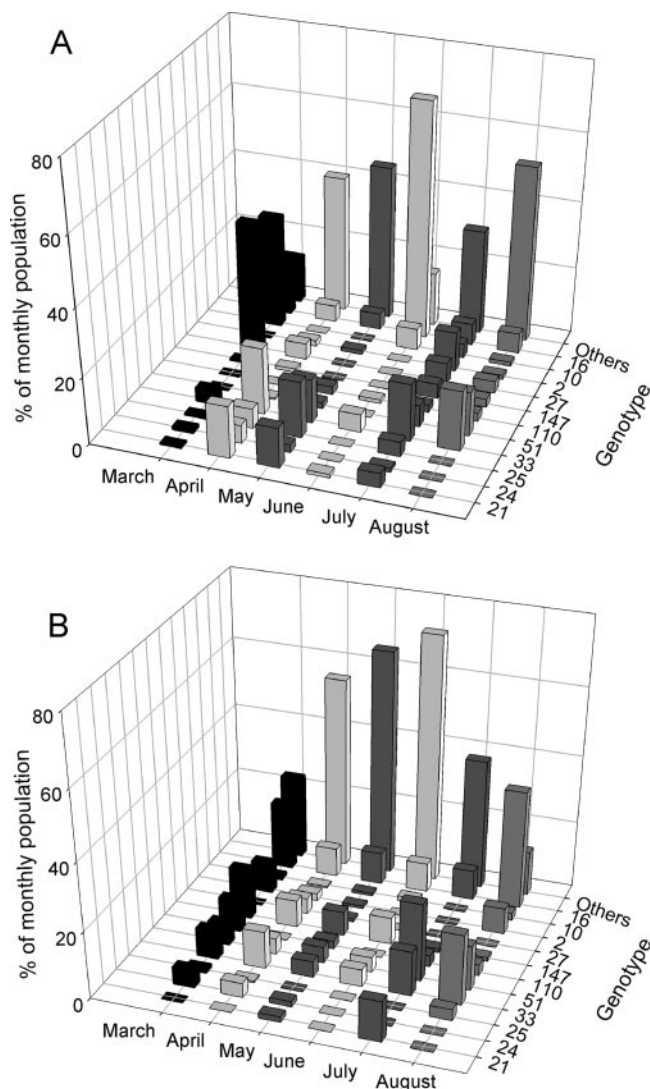 A
80
60
40
20
0
% of monthly population
March
April
May
June
July
August
Others
16
10
2
27
147
110
51
33
25
24
21
Genotype
B
80
60
40
20
0
% of monthly population
March
April
May
June
July
August
Others
16
10
2
27
147
110
51
33
25
24
21
Genotype